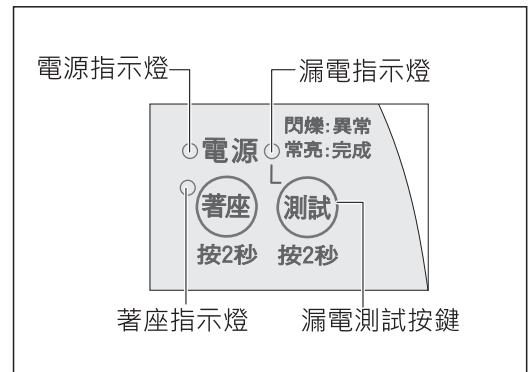 電源指示燈
漏電指示燈
閃爍:異常
電源
常亮:完成
著座
測試
按2秒
按2秒
著座指示燈
漏電測試按鍵